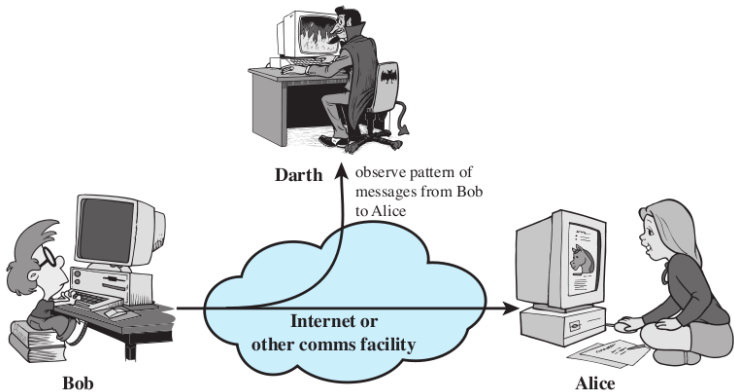 Darth
observe pattern of
messages from Bob
to Alice
Internet or
other comms facility
Bob
Alice